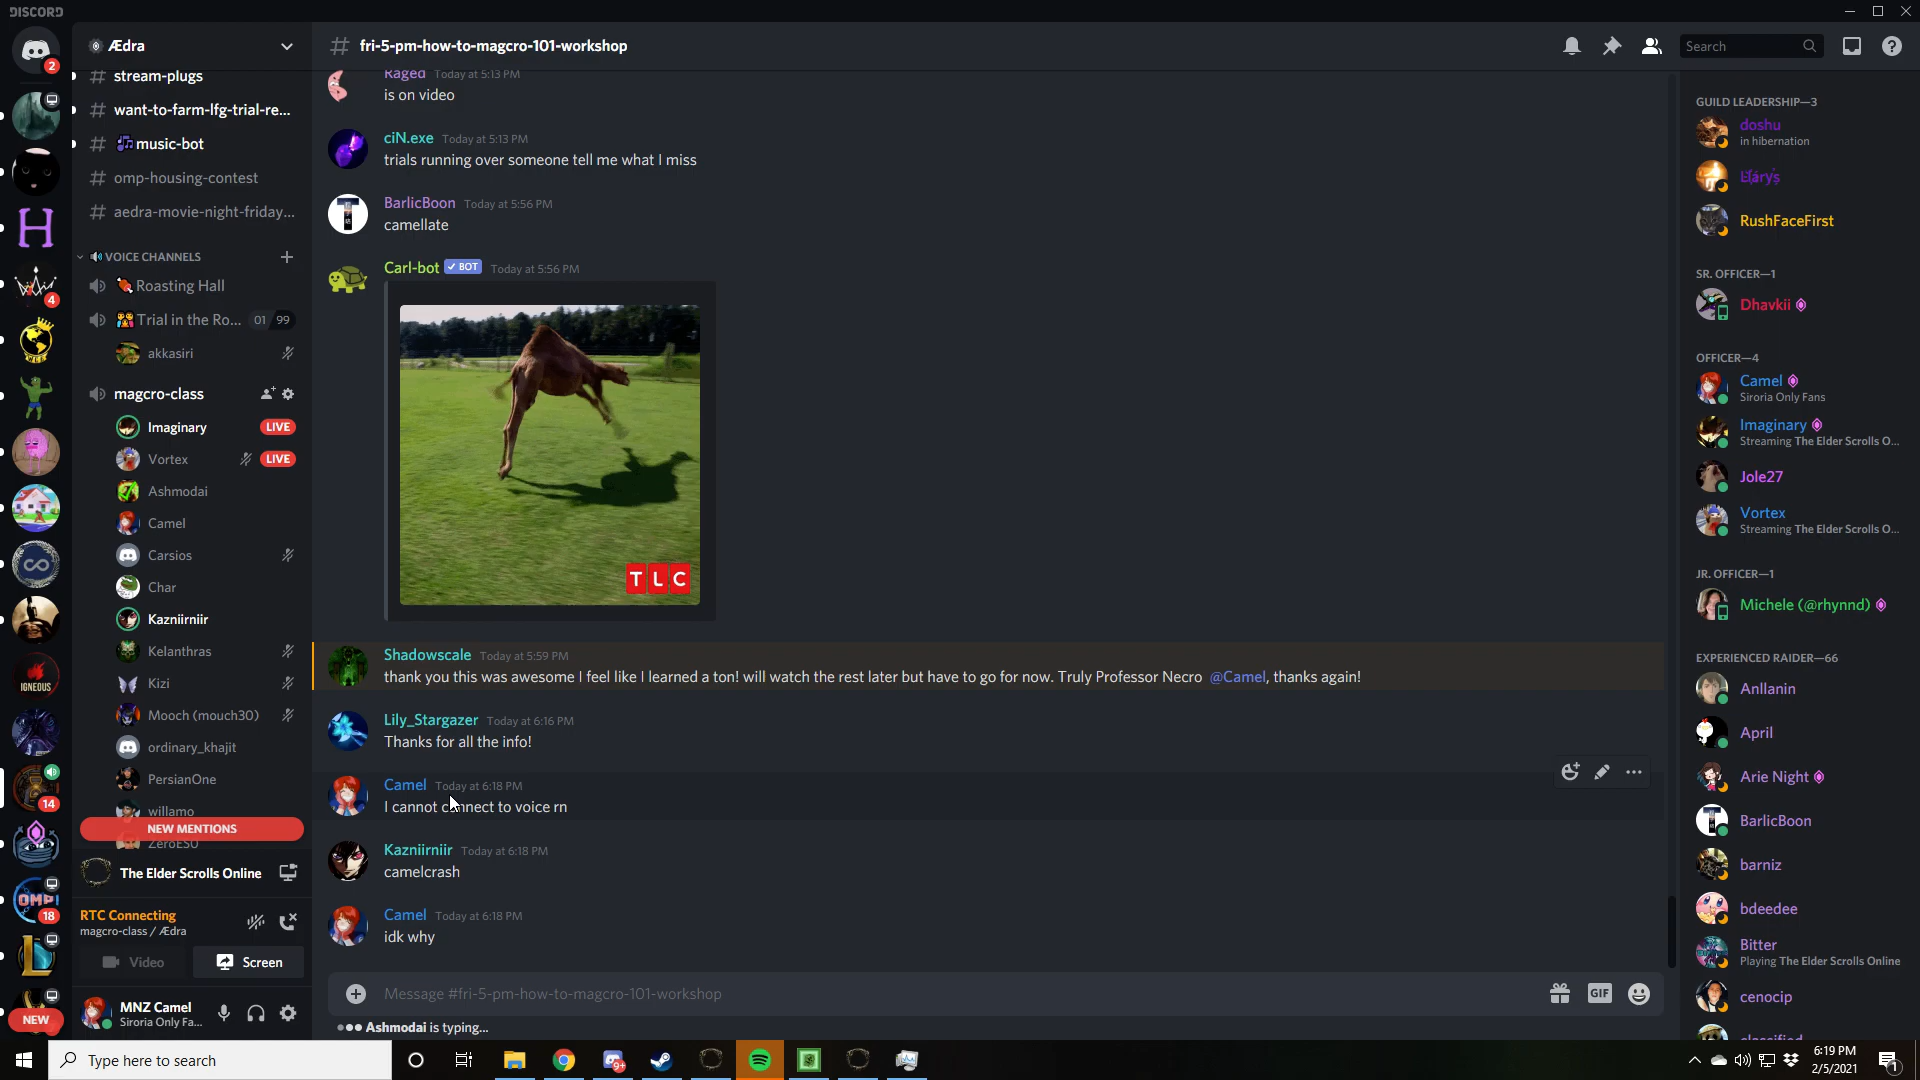 DISCORD
2
Ædra
# fri-5-pm-how-to-magcro-101-workshop
Search
# stream-plugs
# want-to-farm-lfg-trial-re...
# music-bot
# omp-housing-contest
# aedra-movie-night-friday...
VOICE CHANNELS
Roasting Hall
Trial in the Ro... 01 99
akkasiri
magcro-class
Imaginary LIVE
Vortex LIVE
Ashmodai
Camel
Carsios
Char
Kazniirniir
Kelanthras
Kizi
Mooch (mouch30)
ordinary_khajit
PersianOne
willamo
NEW MENTIONS
ZeroESO
The Elder Scrolls Online
RTC Connecting
magcro-class / Ædra
Video Screen
MNZ Camel
Siroria Only Fa...
H
4
WCE
IGNEOUS
14
OMP!
18
L
NEW
Raged Today at 5:13 PM
is on video
ciN.exe Today at 5:13 PM
trials running over someone tell me what I miss
BarlicBoon Today at 5:56 PM
camellate
Carl-bot ✓ BOT Today at 5:56 PM
TLC
Shadowscale Today at 5:59 PM
thank you this was awesome I feel like I learned a ton! will watch the rest later but have to go for now. Truly Professor Necro @Camel, thanks again!
Lily_Stargazer Today at 6:16 PM
Thanks for all the info!
Camel Today at 6:18 PM
I cannot connect to voice rn
Kazniirniir Today at 6:18 PM
camelcrash
Camel Today at 6:18 PM
idk why
Message #fri-5-pm-how-to-magcro-101-workshop
GIF
Ashmodai is typing...
GUILD LEADERSHIP—3
doshu
in hibernation
RushFaceFirst
SR. OFFICER—1
Dhavkii
OFFICER—4
Camel
Siroria Only Fans
Imaginary
Streaming The Elder Scrolls O...
Jole27
Vortex
Streaming The Elder Scrolls O...
JR. OFFICER—1
Michele (@rhynnd)
EXPERIENCED RAIDER—66
Anllanin
April
Arie Night
BarlicBoon
barniz
bdeedee
Bitter
Playing The Elder Scrolls Online
cenocip
classified
Type here to search
9+
6:19 PM
2/5/2021
1